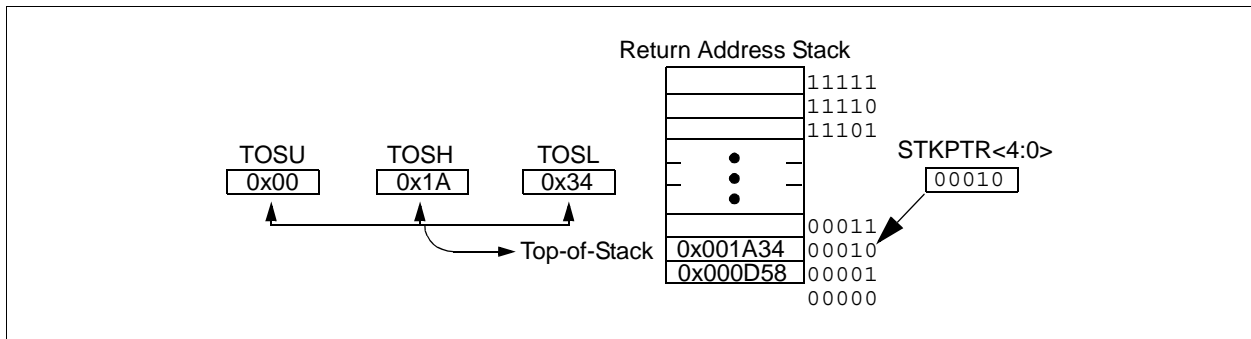 Return Address Stack
11111
11110
11101
TOSU TOSH TOSL STKPTR<4:0>
0x00 0x1A 0x34 00010
00011
Top-of-Stack 0x001A34 00010
0x000D58 00001
00000